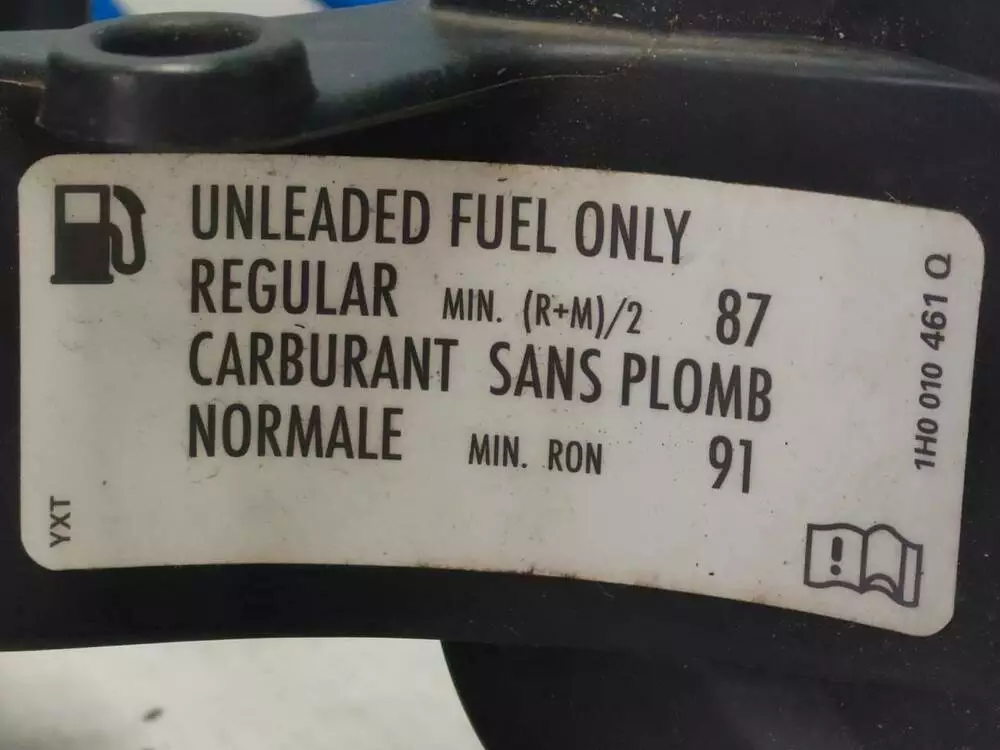 UNLEADED FUEL ONLY
REGULAR MIN. (R+M)/2 87
CARBURANT SANS PLOMB
NORMALE MIN. RON 91
YXT
1H0 010 461 Q
!